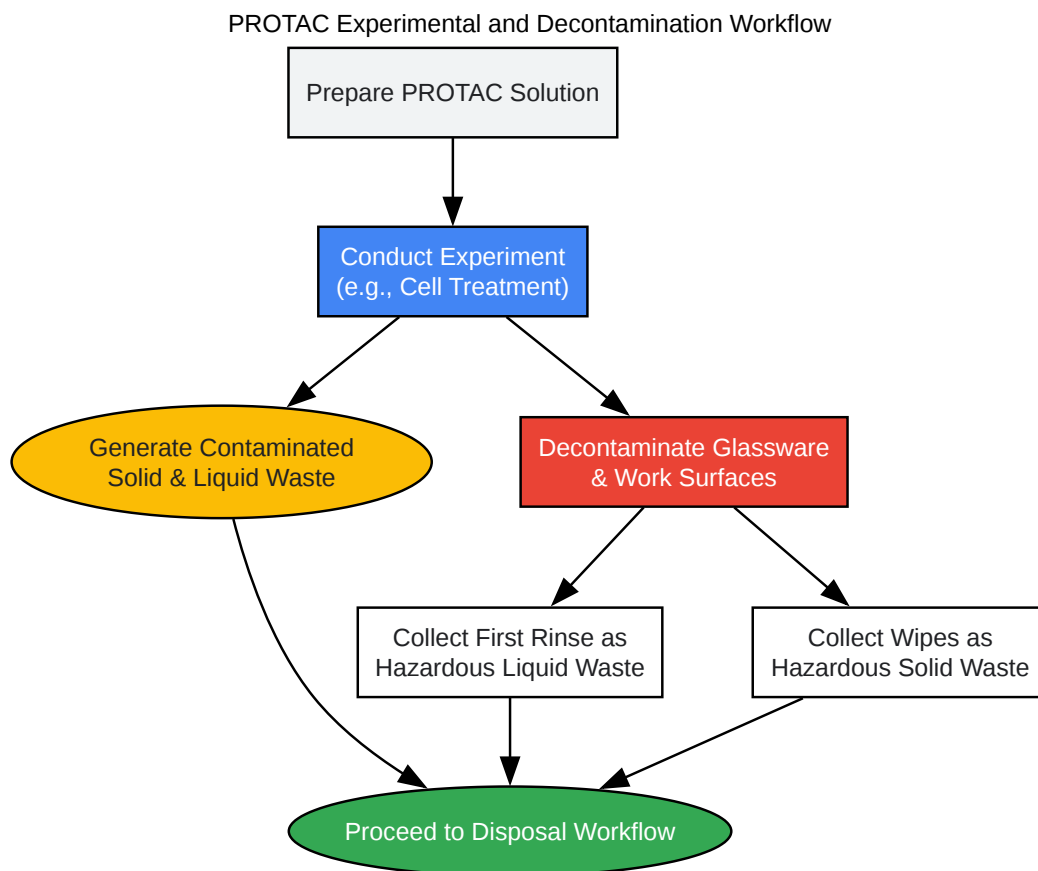 PROTAC Experimental and Decontamination Workflow
Prepare PROTAC Solution
Conduct Experiment
(e.g., Cell Treatment)
Generate Contaminated
Solid & Liquid Waste
Decontaminate Glassware
& Work Surfaces
Collect First Rinse as
Hazardous Liquid Waste
Collect Wipes as
Hazardous Solid Waste
Proceed to Disposal Workflow